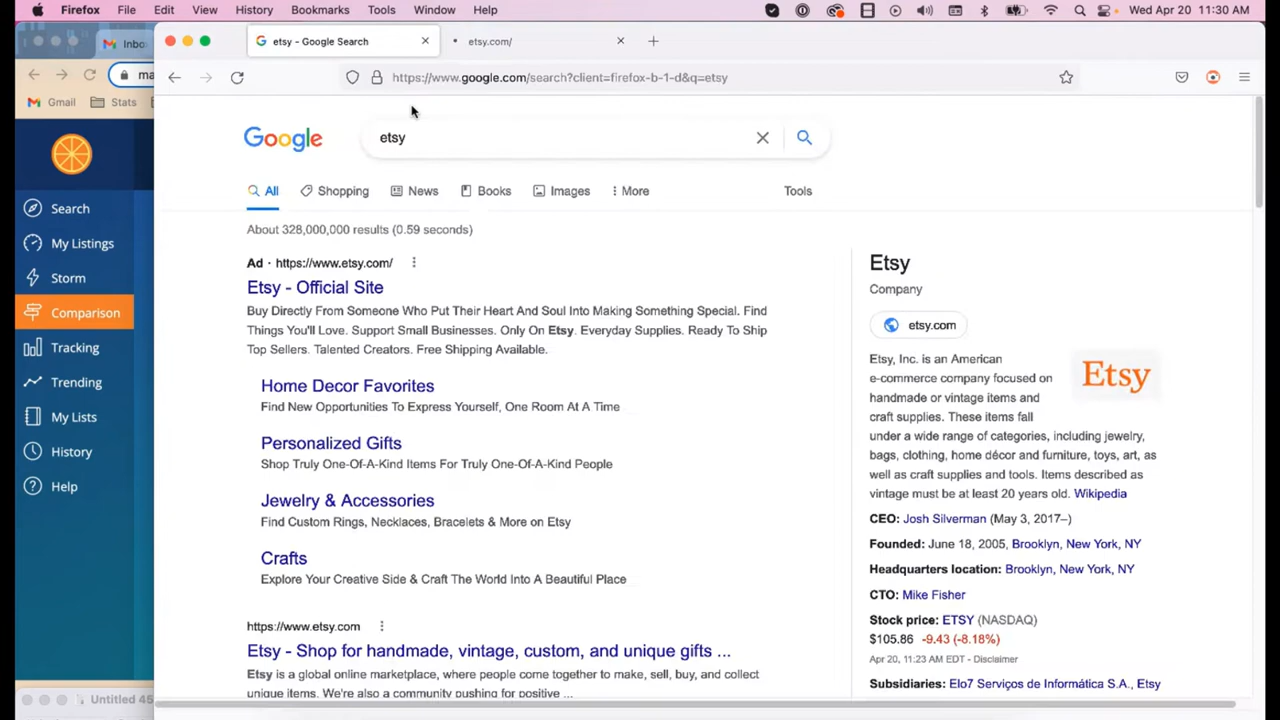 Firefox File Edit View History Bookmarks Tools Window Help Wed Apr 20 11:30 AM
Inbo
etsy - Google Search
etsy.com/
https://www.google.com/search?client=firefox-b-1-d&q=etsy
Gmail Stats
Search
My Listings
Storm
Comparison
Tracking
Trending
My Lists
History
Help
Untitled 45
Google
etsy
All Shopping News Books Images More Tools
About 328,000,000 results (0.59 seconds)
Ad · https://www.etsy.com/
Etsy - Official Site
Buy Directly From Someone Who Put Their Heart And Soul Into Making Something Special. Find
Things You'll Love. Support Small Businesses. Only On Etsy. Everyday Supplies. Ready To Ship
Top Sellers. Talented Creators. Free Shipping Available.
Home Decor Favorites
Find New Opportunities To Express Yourself, One Room At A Time
Personalized Gifts
Shop Truly One-Of-A-Kind Items For Truly One-Of-A-Kind People
Jewelry & Accessories
Find Custom Rings, Necklaces, Bracelets & More on Etsy
Crafts
Explore Your Creative Side & Craft The World Into A Beautiful Place
https://www.etsy.com
Etsy - Shop for handmade, vintage, custom, and unique gifts ...
Etsy is a global online marketplace, where people come together to make, sell, buy, and collect
unique items. We're also a community pushing for positive ...
Etsy
Company
etsy.com
Etsy, Inc. is an American
e-commerce company focused on
handmade or vintage items and
craft supplies. These items fall
under a wide range of categories, including jewelry,
bags, clothing, home décor and furniture, toys, art, as
well as craft supplies and tools. Items described as
vintage must be at least 20 years old. Wikipedia
Etsy
CEO: Josh Silverman (May 3, 2017–)
Founded: June 18, 2005, Brooklyn, New York, NY
Headquarters location: Brooklyn, New York, NY
CTO: Mike Fisher
Stock price: ETSY (NASDAQ)
$105.86 -9.43 (-8.18%)
Apr 20, 11:23 AM EDT - Disclaimer
Subsidiaries: Elo7 Serviços de Informática S.A., Etsy